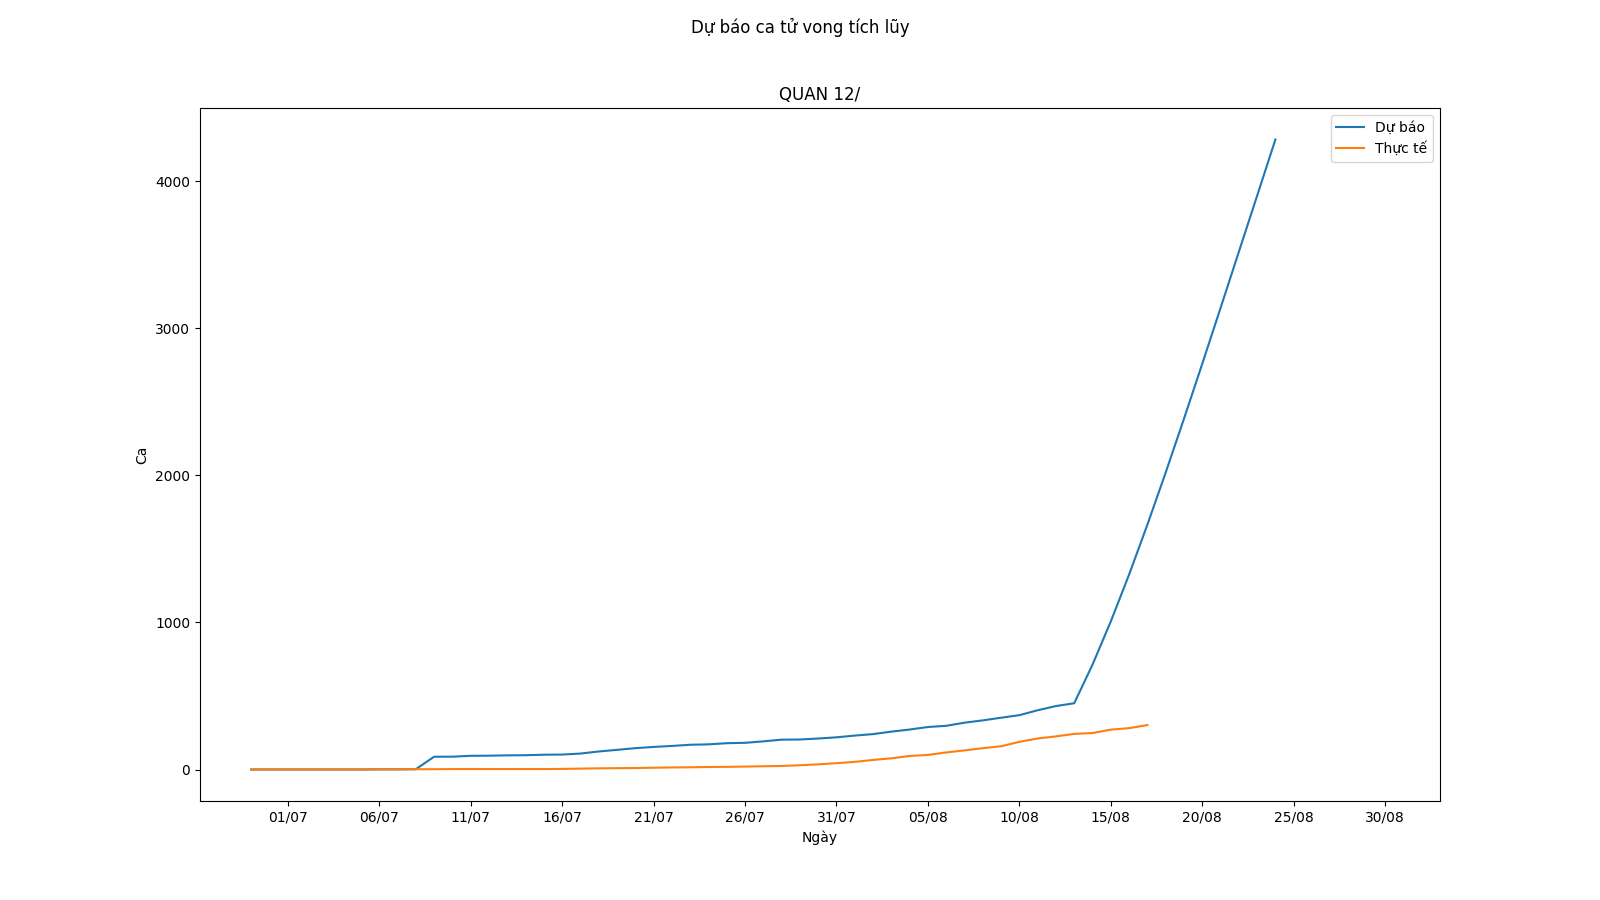 Dự báo ca tử vong tích lũy
QUAN 12/
Dự báo
Thực tế
4000
3000
2000
1000
0
Ca
01/07 06/07 11/07 16/07 21/07 26/07 31/07 05/08 10/08 15/08 20/08 25/08 30/08
Ngày